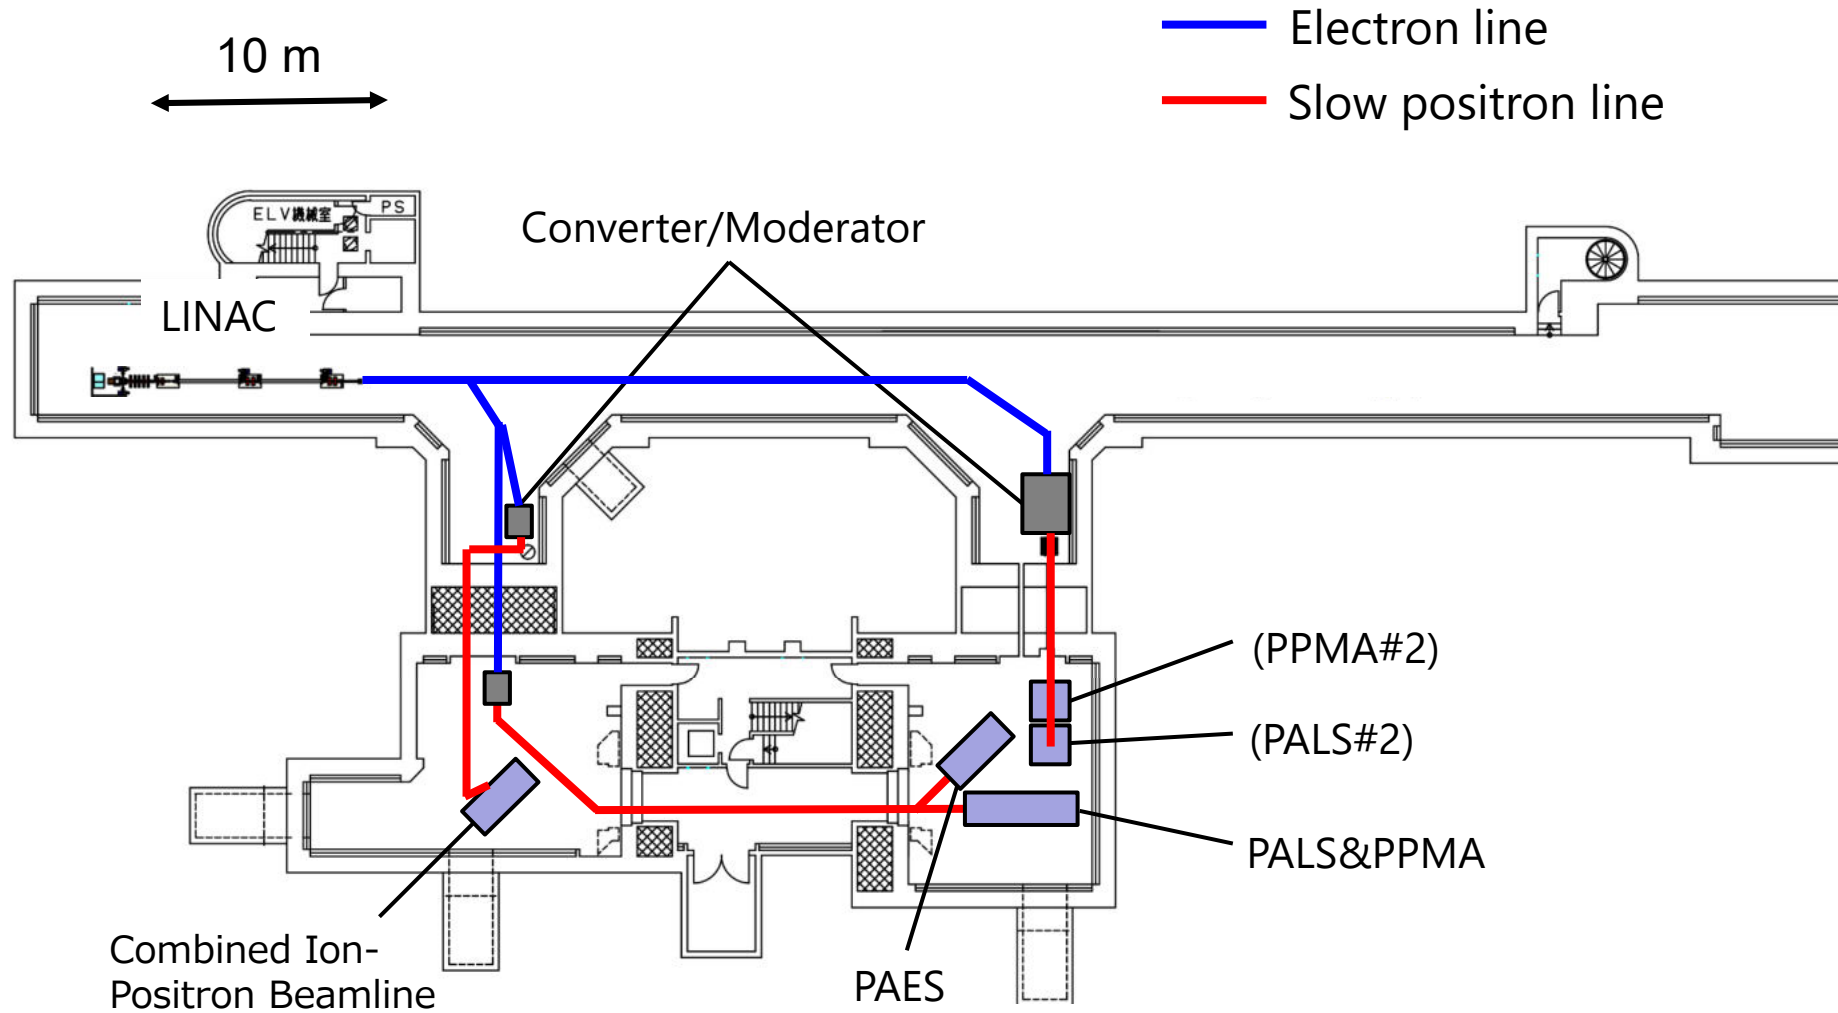 Electron line
10 m
Slow positron line
ELV機械室
PS
Converter/Moderator
LINAC
(PPMA#2)
(PALS#2)
PALS&PPMA
Combined Ion-
Positron Beamline
PAES